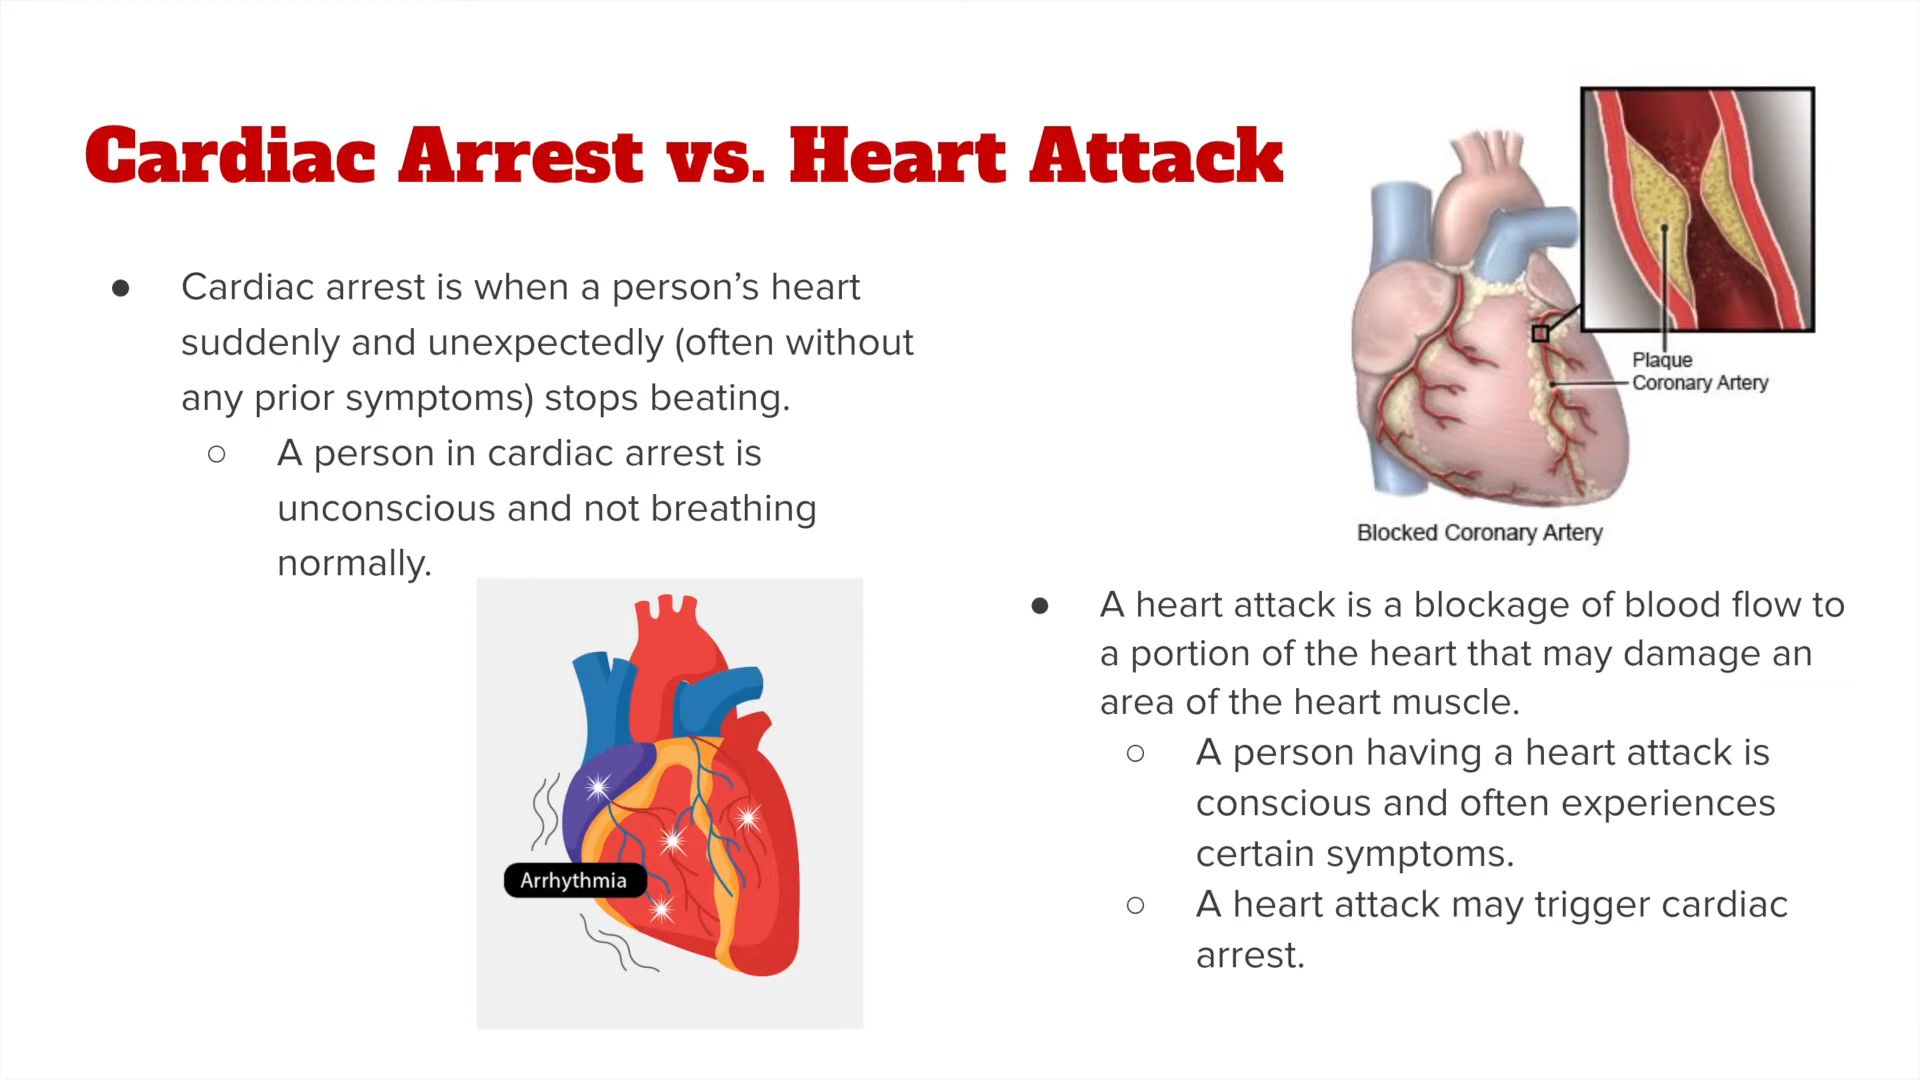 Cardiac Arrest vs. Heart Attack
● Cardiac arrest is when a person’s heart
suddenly and unexpectedly (often without
any prior symptoms) stops beating.
○ A person in cardiac arrest is
unconscious and not breathing
normally.
Arrhythmia
Plaque
Coronary Artery
Blocked Coronary Artery
● A heart attack is a blockage of blood flow to
a portion of the heart that may damage an
area of the heart muscle.
○ A person having a heart attack is
conscious and often experiences
certain symptoms.
○ A heart attack may trigger cardiac
arrest.